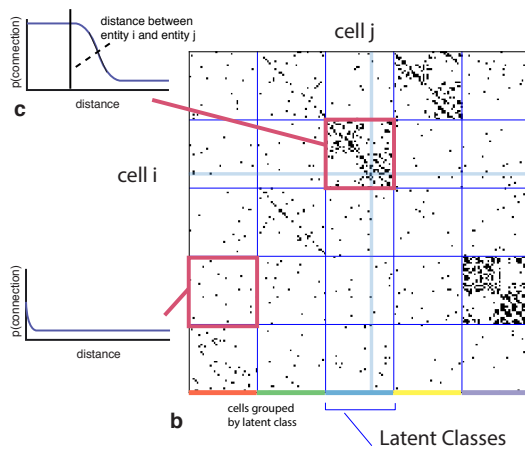 distance between
entity i and entity j
p(connection)
distance
c
cell j
cell i
p(connection)
distance
b
cells grouped
by latent class
Latent Classes